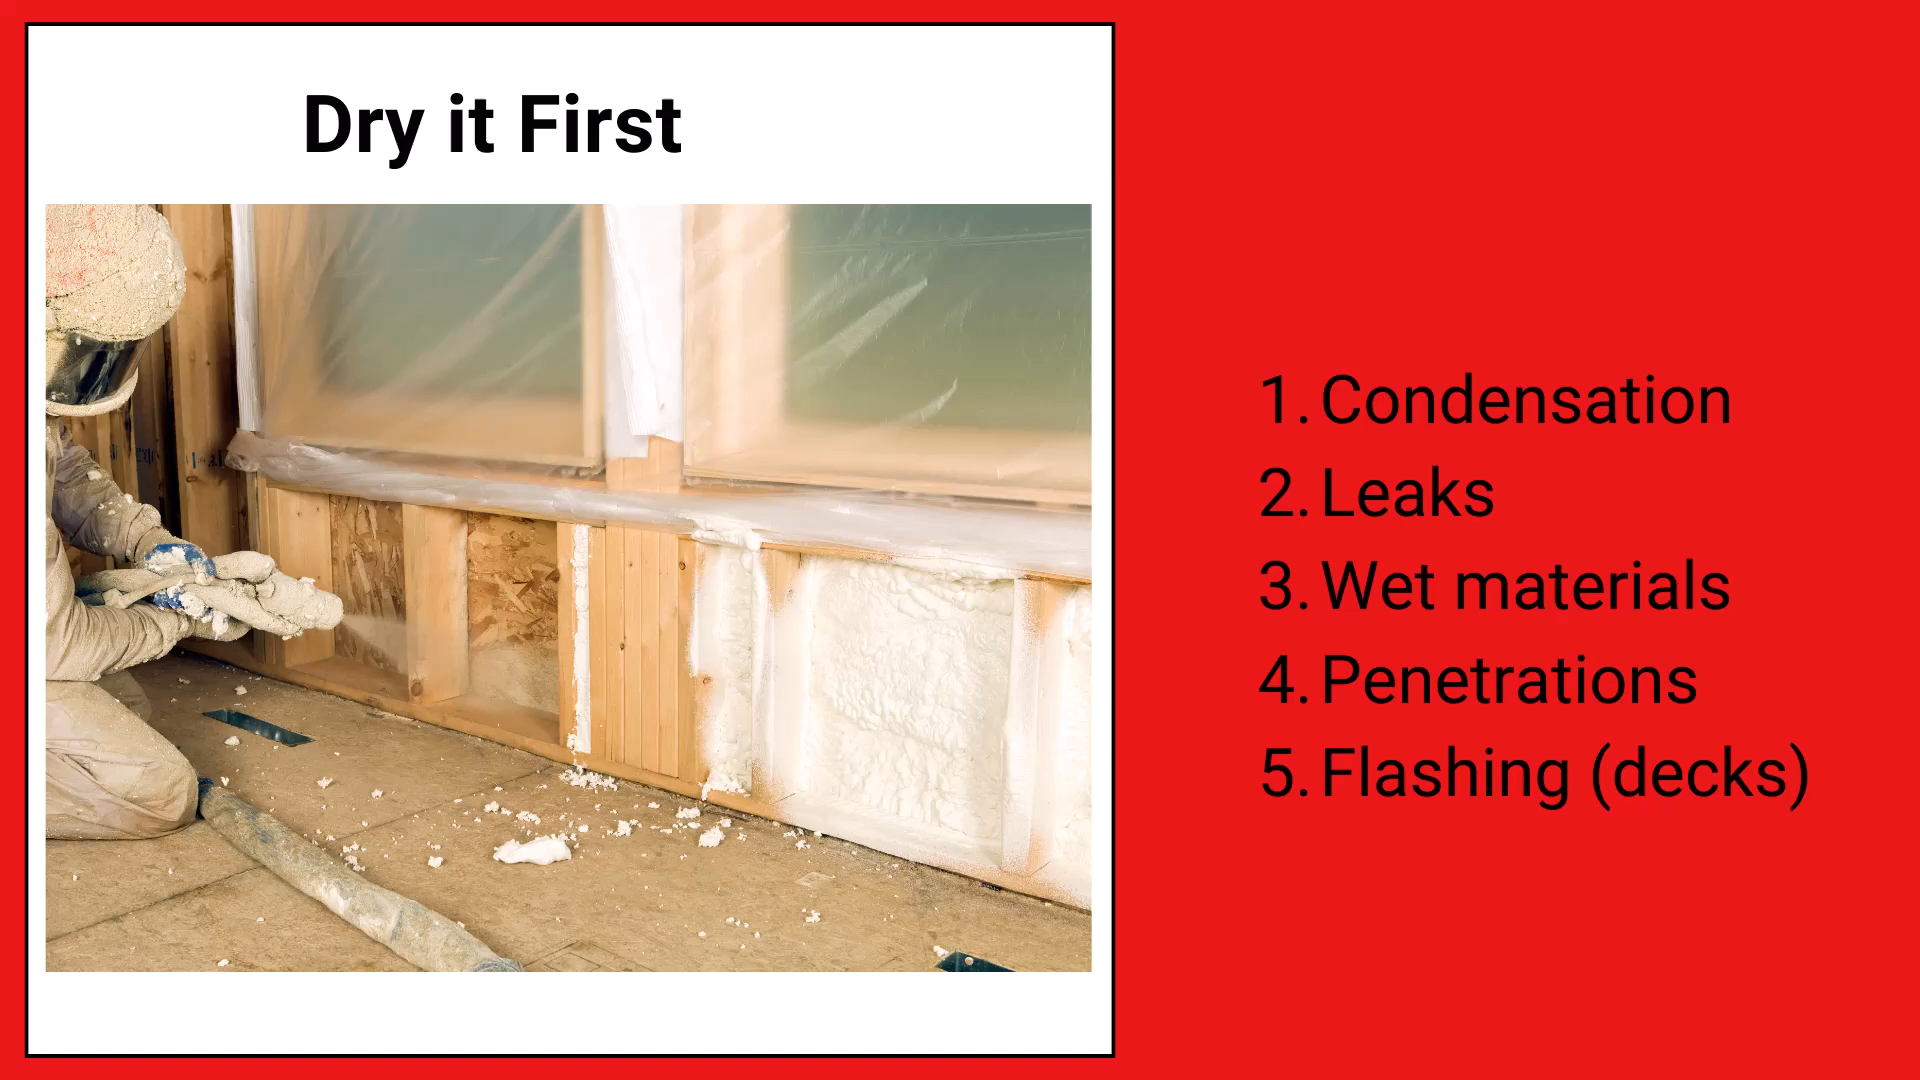 Dry it First
1. Condensation
2. Leaks
3. Wet materials
4. Penetrations
5. Flashing (decks)